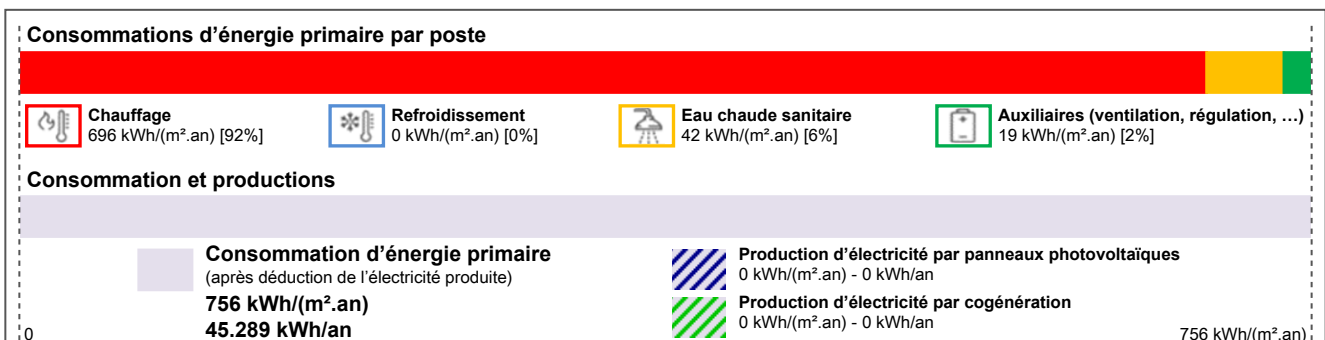 Consommations d’énergie primaire par poste
Chauffage
696 kWh/(m².an) [92%]
Refroidissement
0 kWh/(m².an) [0%]
Eau chaude sanitaire
42 kWh/(m².an) [6%]
Auxiliaires (ventilation, régulation, …)
19 kWh/(m².an) [2%]
Consommation et productions
Consommation d’énergie primaire
(après déduction de l’électricité produite)
756 kWh/(m².an)
45.289 kWh/an
Production d’électricité par panneaux photovoltaïques
0 kWh/(m².an) - 0 kWh/an
Production d’électricité par cogénération
0 kWh/(m².an) - 0 kWh/an
0
756 kWh/(m².an)